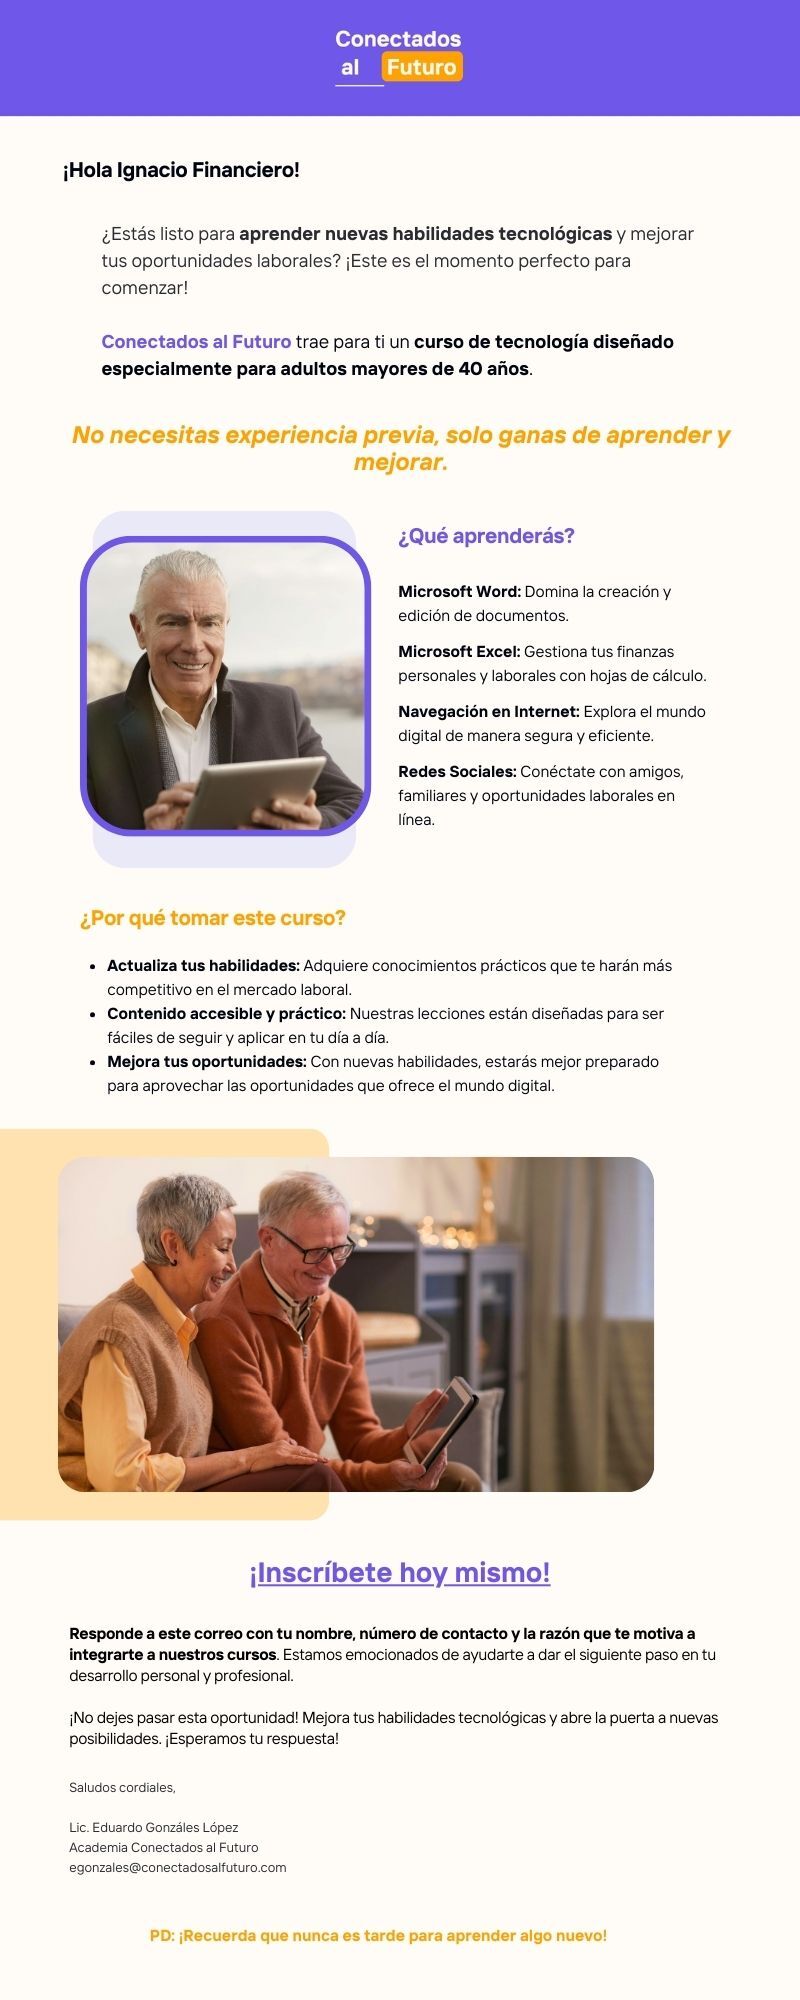 Conectados
al Futuro
¡Hola Ignacio Financiero!
¿Estás listo para aprender nuevas habilidades tecnológicas y mejorar
tus oportunidades laborales? ¡Este es el momento perfecto para
comenzar!
Conectados al Futuro trae para ti un curso de tecnología diseñado
especialmente para adultos mayores de 40 años.
No necesitas experiencia previa, solo ganas de aprender y
mejorar.
¿Qué aprenderás?
Microsoft Word: Domina la creación y
edición de documentos.
Microsoft Excel: Gestiona tus finanzas
personales y laborales con hojas de cálculo.
Navegación en Internet: Explora el mundo
digital de manera segura y eficiente.
Redes Sociales: Conéctate con amigos,
familiares y oportunidades laborales en
línea.
¿Por qué tomar este curso?
• Actualiza tus habilidades: Adquiere conocimientos prácticos que te harán más
competitivo en el mercado laboral.
• Contenido accesible y práctico: Nuestras lecciones están diseñadas para ser
fáciles de seguir y aplicar en tu día a día.
• Mejora tus oportunidades: Con nuevas habilidades, estarás mejor preparado
para aprovechar las oportunidades que ofrece el mundo digital.
¡Inscríbete hoy mismo!
Responde a este correo con tu nombre, número de contacto y la razón que te motiva a
integrarte a nuestros cursos. Estamos emocionados de ayudarte a dar el siguiente paso en tu
desarrollo personal y profesional.
¡No dejes pasar esta oportunidad! Mejora tus habilidades tecnológicas y abre la puerta a nuevas
posibilidades. ¡Esperamos tu respuesta!
Saludos cordiales,
Lic. Eduardo Gonzáles López
Academia Conectados al Futuro
egonzales@conectadosalfuturo.com
PD: ¡Recuerda que nunca es tarde para aprender algo nuevo!